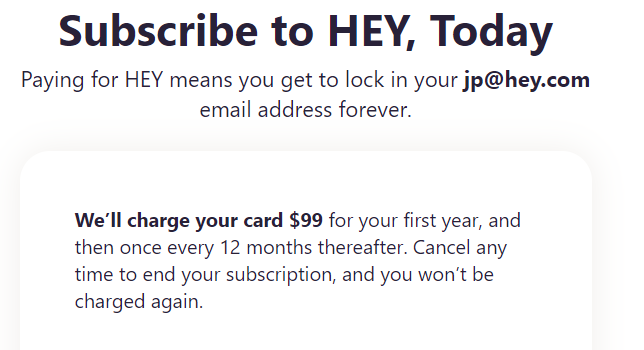 Subscribe to HEY, Today
Paying for HEY means you get to lock in your jp@hey.com
email address forever.
We’ll charge your card $99 for your first year, and
then once every 12 months thereafter. Cancel any
time to end your subscription, and you won’t be
charged again.